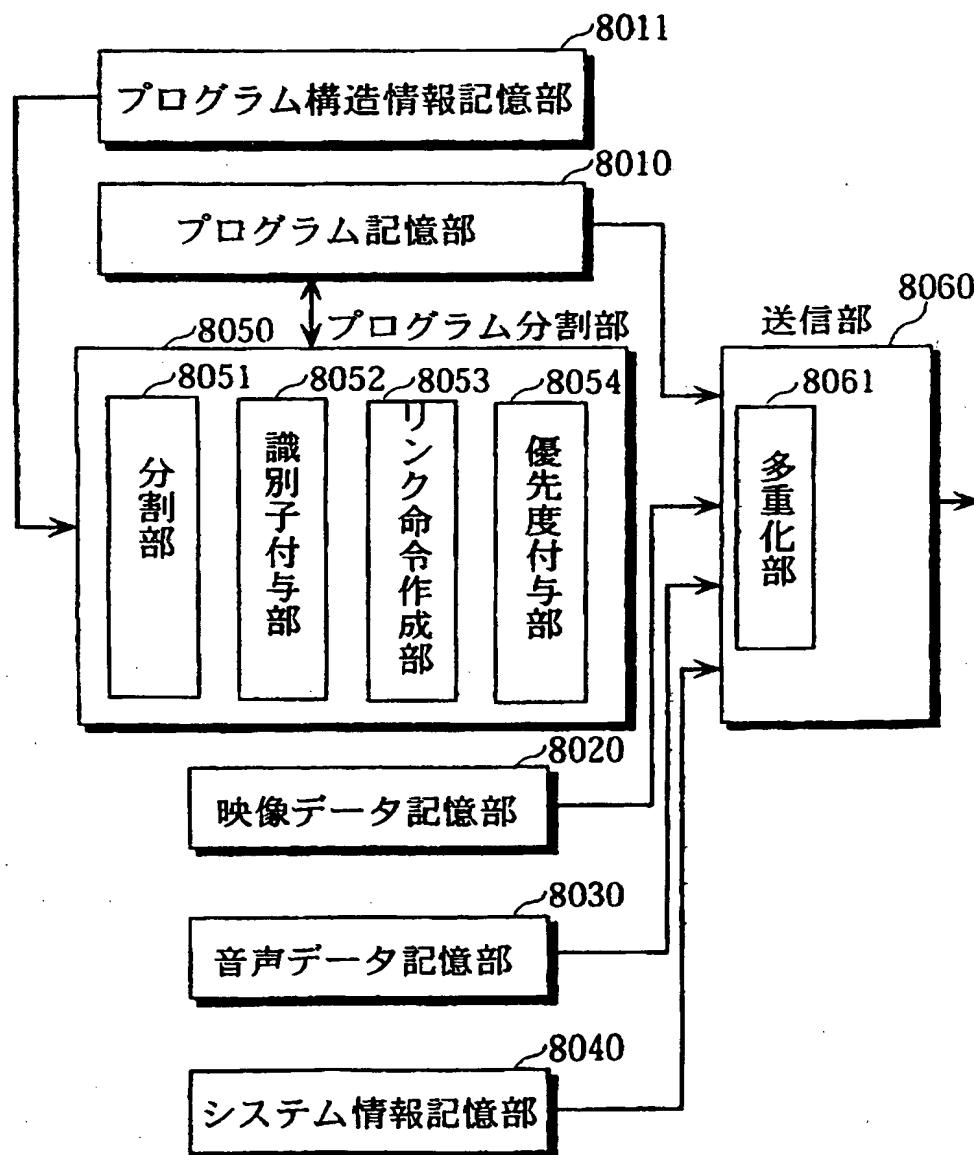 8011
プログラム構造情報記憶部
8010
プログラム記憶部
8050
プログラム分割部
8051
分割部
8052
識別子付与部
8053
リンク命令作成部
8054
優先度付与部
8060
送信部
8061
多重化部
8020
映像データ記憶部
8030
音声データ記憶部
8040
システム情報記憶部